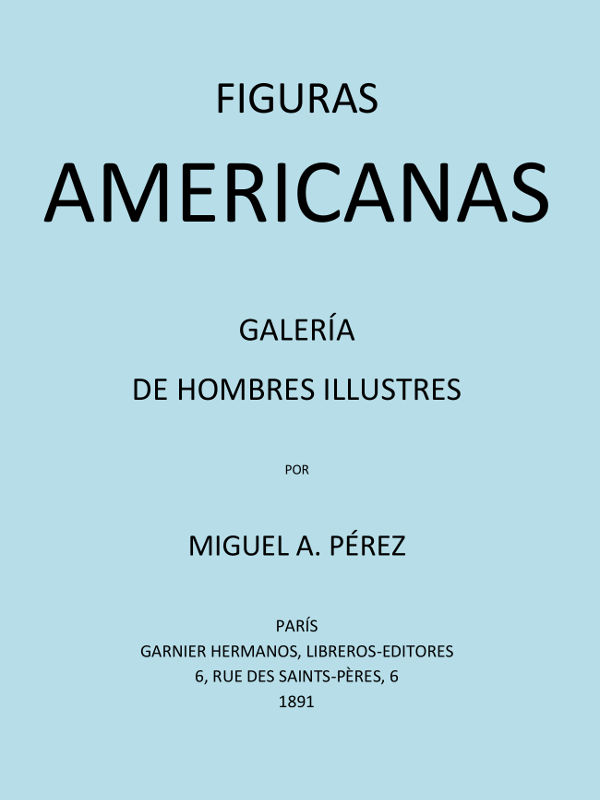 FIGURAS
AMERICANAS
GALERÍA
DE HOMBRES ILLUSTRES
POR
MIGUEL A. PÉREZ
PARÍS
GARNIER HERMANOS, LIBREROS-EDITORES
6, RUE DES SAINTS-PÈRES, 6
1891